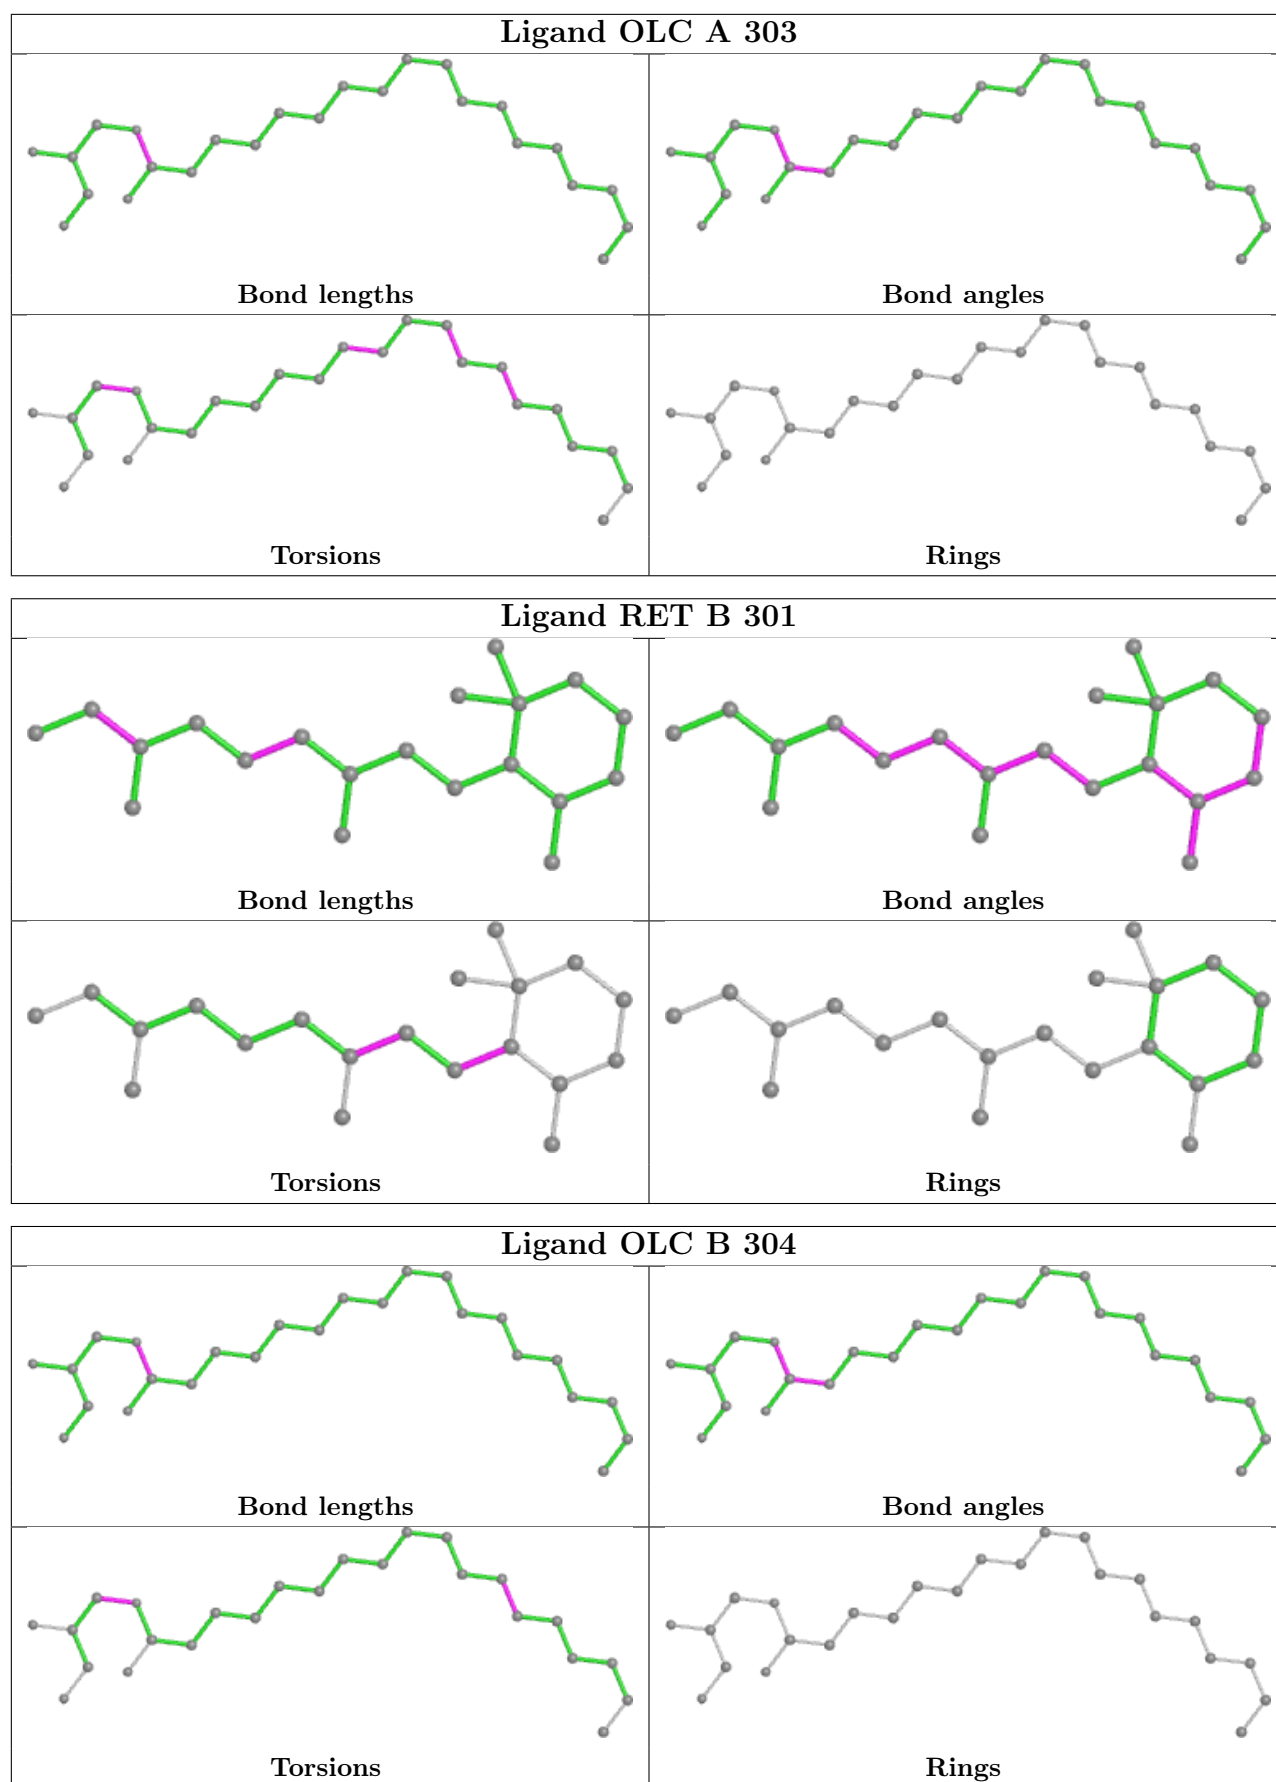 Ligand OLC A 303
Bond lengths
Bond angles
Torsions
Rings
Ligand RET B 301
Bond lengths
Bond angles
Torsions
Rings
Ligand OLC B 304
Bond lengths
Bond angles
Torsions
Rings